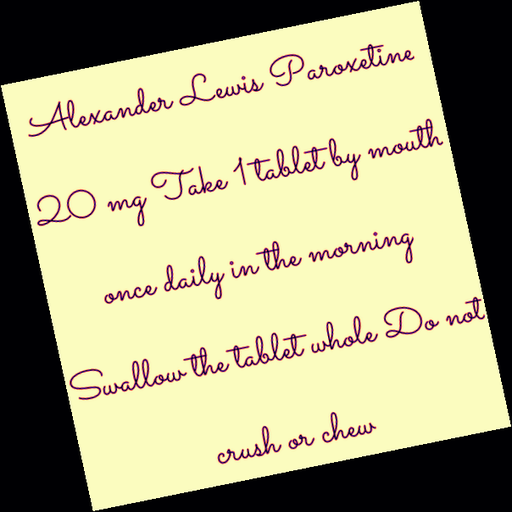 Alexander Lewis Paroxetine
20 mg Take 1 tablet by mouth
once daily in the morning
Swallow the tablet whole Do not
crush or chew